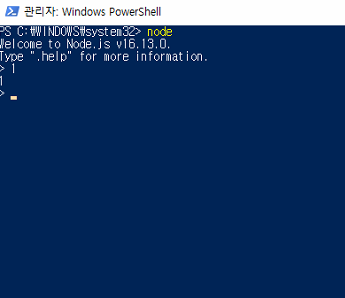 관리자: Windows PowerShell
PS C:₩WINDOWS₩system32> node
Welcome to Node.js v16.13.0.
Type ".help" for more information.
> 1
1
>